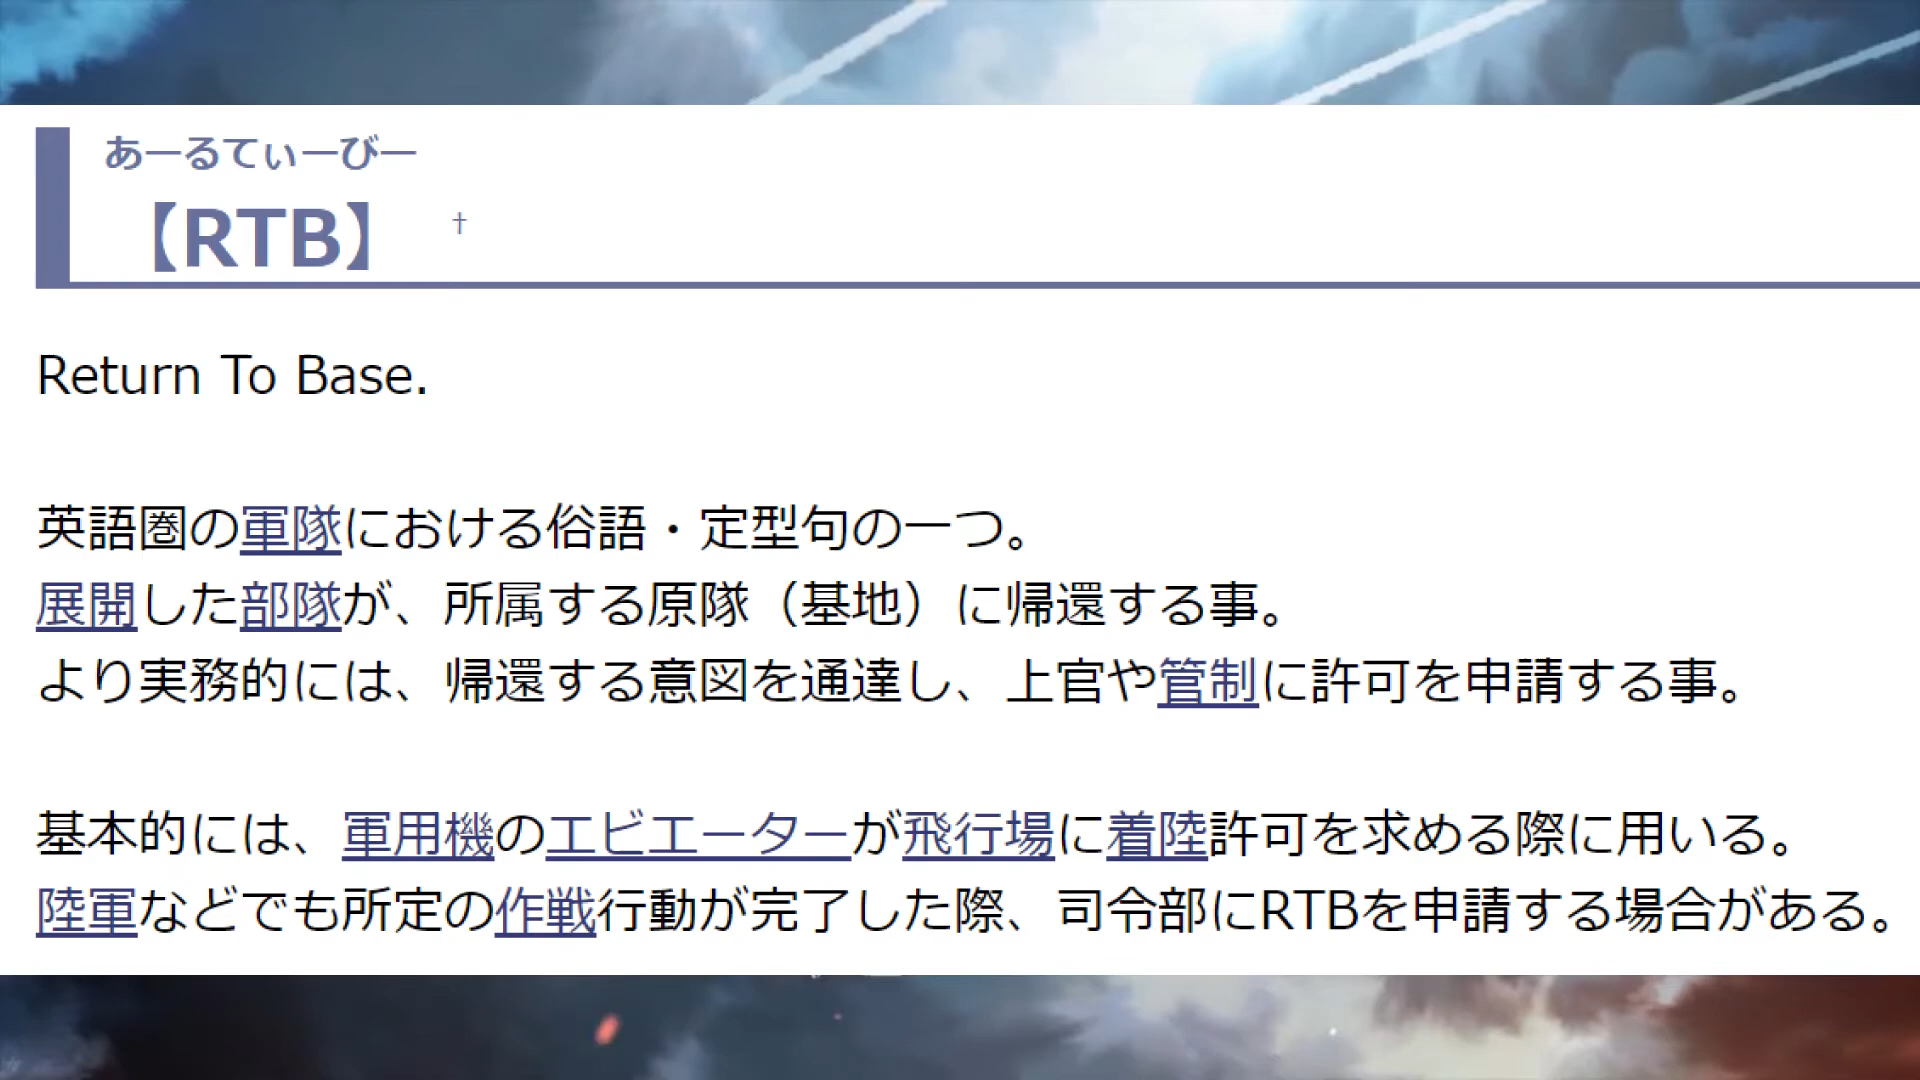 あーるてぃーびー
【RTB】 †
Return To Base.
英語圏の軍隊における俗語・定型句の一つ。
展開した部隊が、所属する原隊（基地）に帰還する事。
より実務的には、帰還する意図を通達し、上官や管制に許可を申請する事。
基本的には、軍用機のエビエーターが飛行場に着陸許可を求める際に用いる。
陸軍などでも所定の作戦行動が完了した際、司令部にRTBを申請する場合がある。